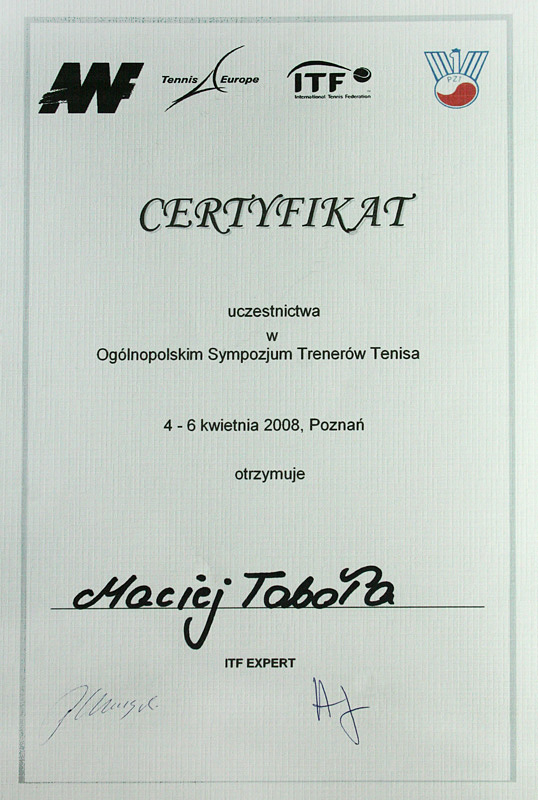 AWF
Tennis Europe
ITF
International Tennis Federation
1
PZT
CERTYFIKAT
uczestnictwa
w
Ogólnopolskim Sympozjum Trenerów Tenisa
4 - 6 kwietnia 2008, Poznań
otrzymuje
Maciej Taboła
ITF EXPERT